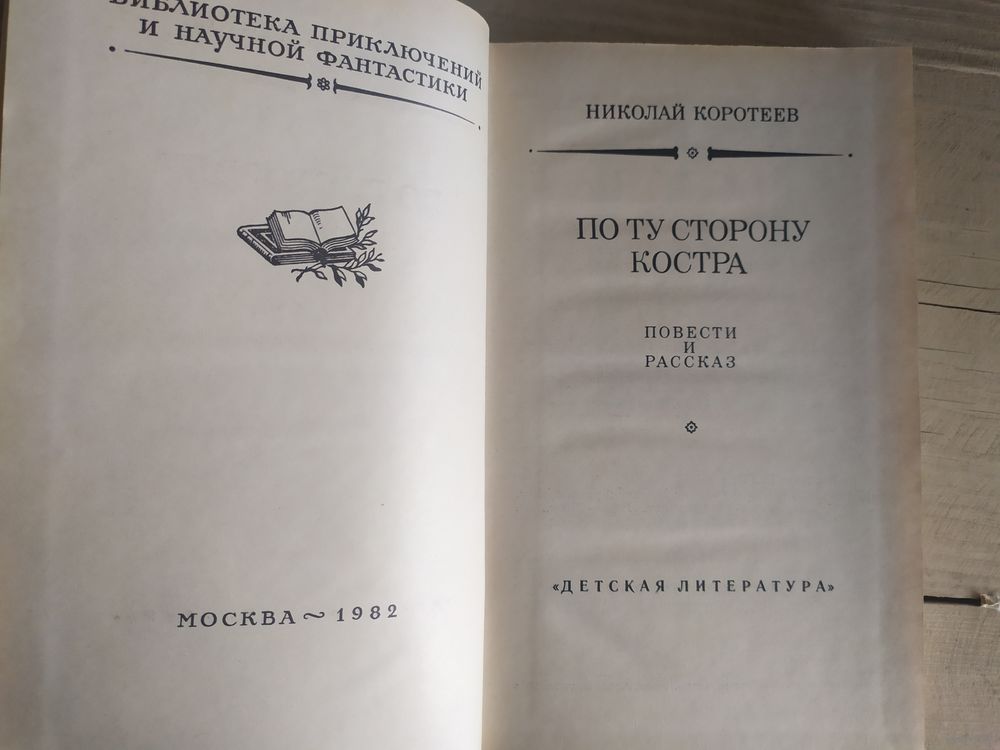 БИБЛИОТЕКА ПРИКЛЮЧЕНИЙ
И НАУЧНОЙ ФАНТАСТИКИ
МОСКВА ~ 1982
НИКОЛАЙ КОРОТЕЕВ
ПО ТУ СТОРОНУ
КОСТРА
ПОВЕСТИ
И
РАССКАЗ
«ДЕТСКАЯ ЛИТЕРАТУРА»